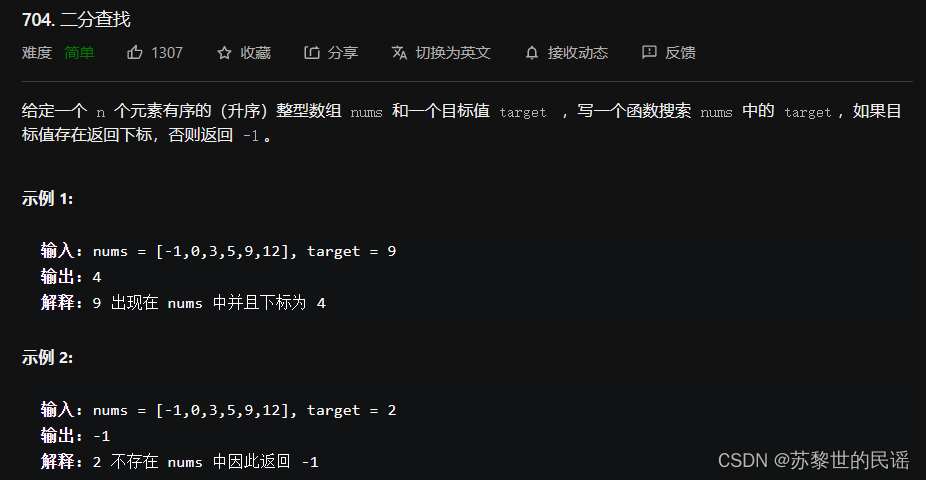 704. 二分查找
难度 简单 1307 收藏 分享 切换为英文 接收动态 反馈
给定一个 n 个元素有序的（升序）整型数组 nums 和一个目标值 target ，写一个函数搜索 nums 中的 target，如果目
标值存在返回下标，否则返回 -1。
示例 1:
输入: nums = [-1,0,3,5,9,12], target = 9
输出: 4
解释: 9 出现在 nums 中并且下标为 4
示例 2:
输入: nums = [-1,0,3,5,9,12], target = 2
输出: -1
解释: 2 不存在 nums 中因此返回 -1
CSDN @苏黎世的民谣